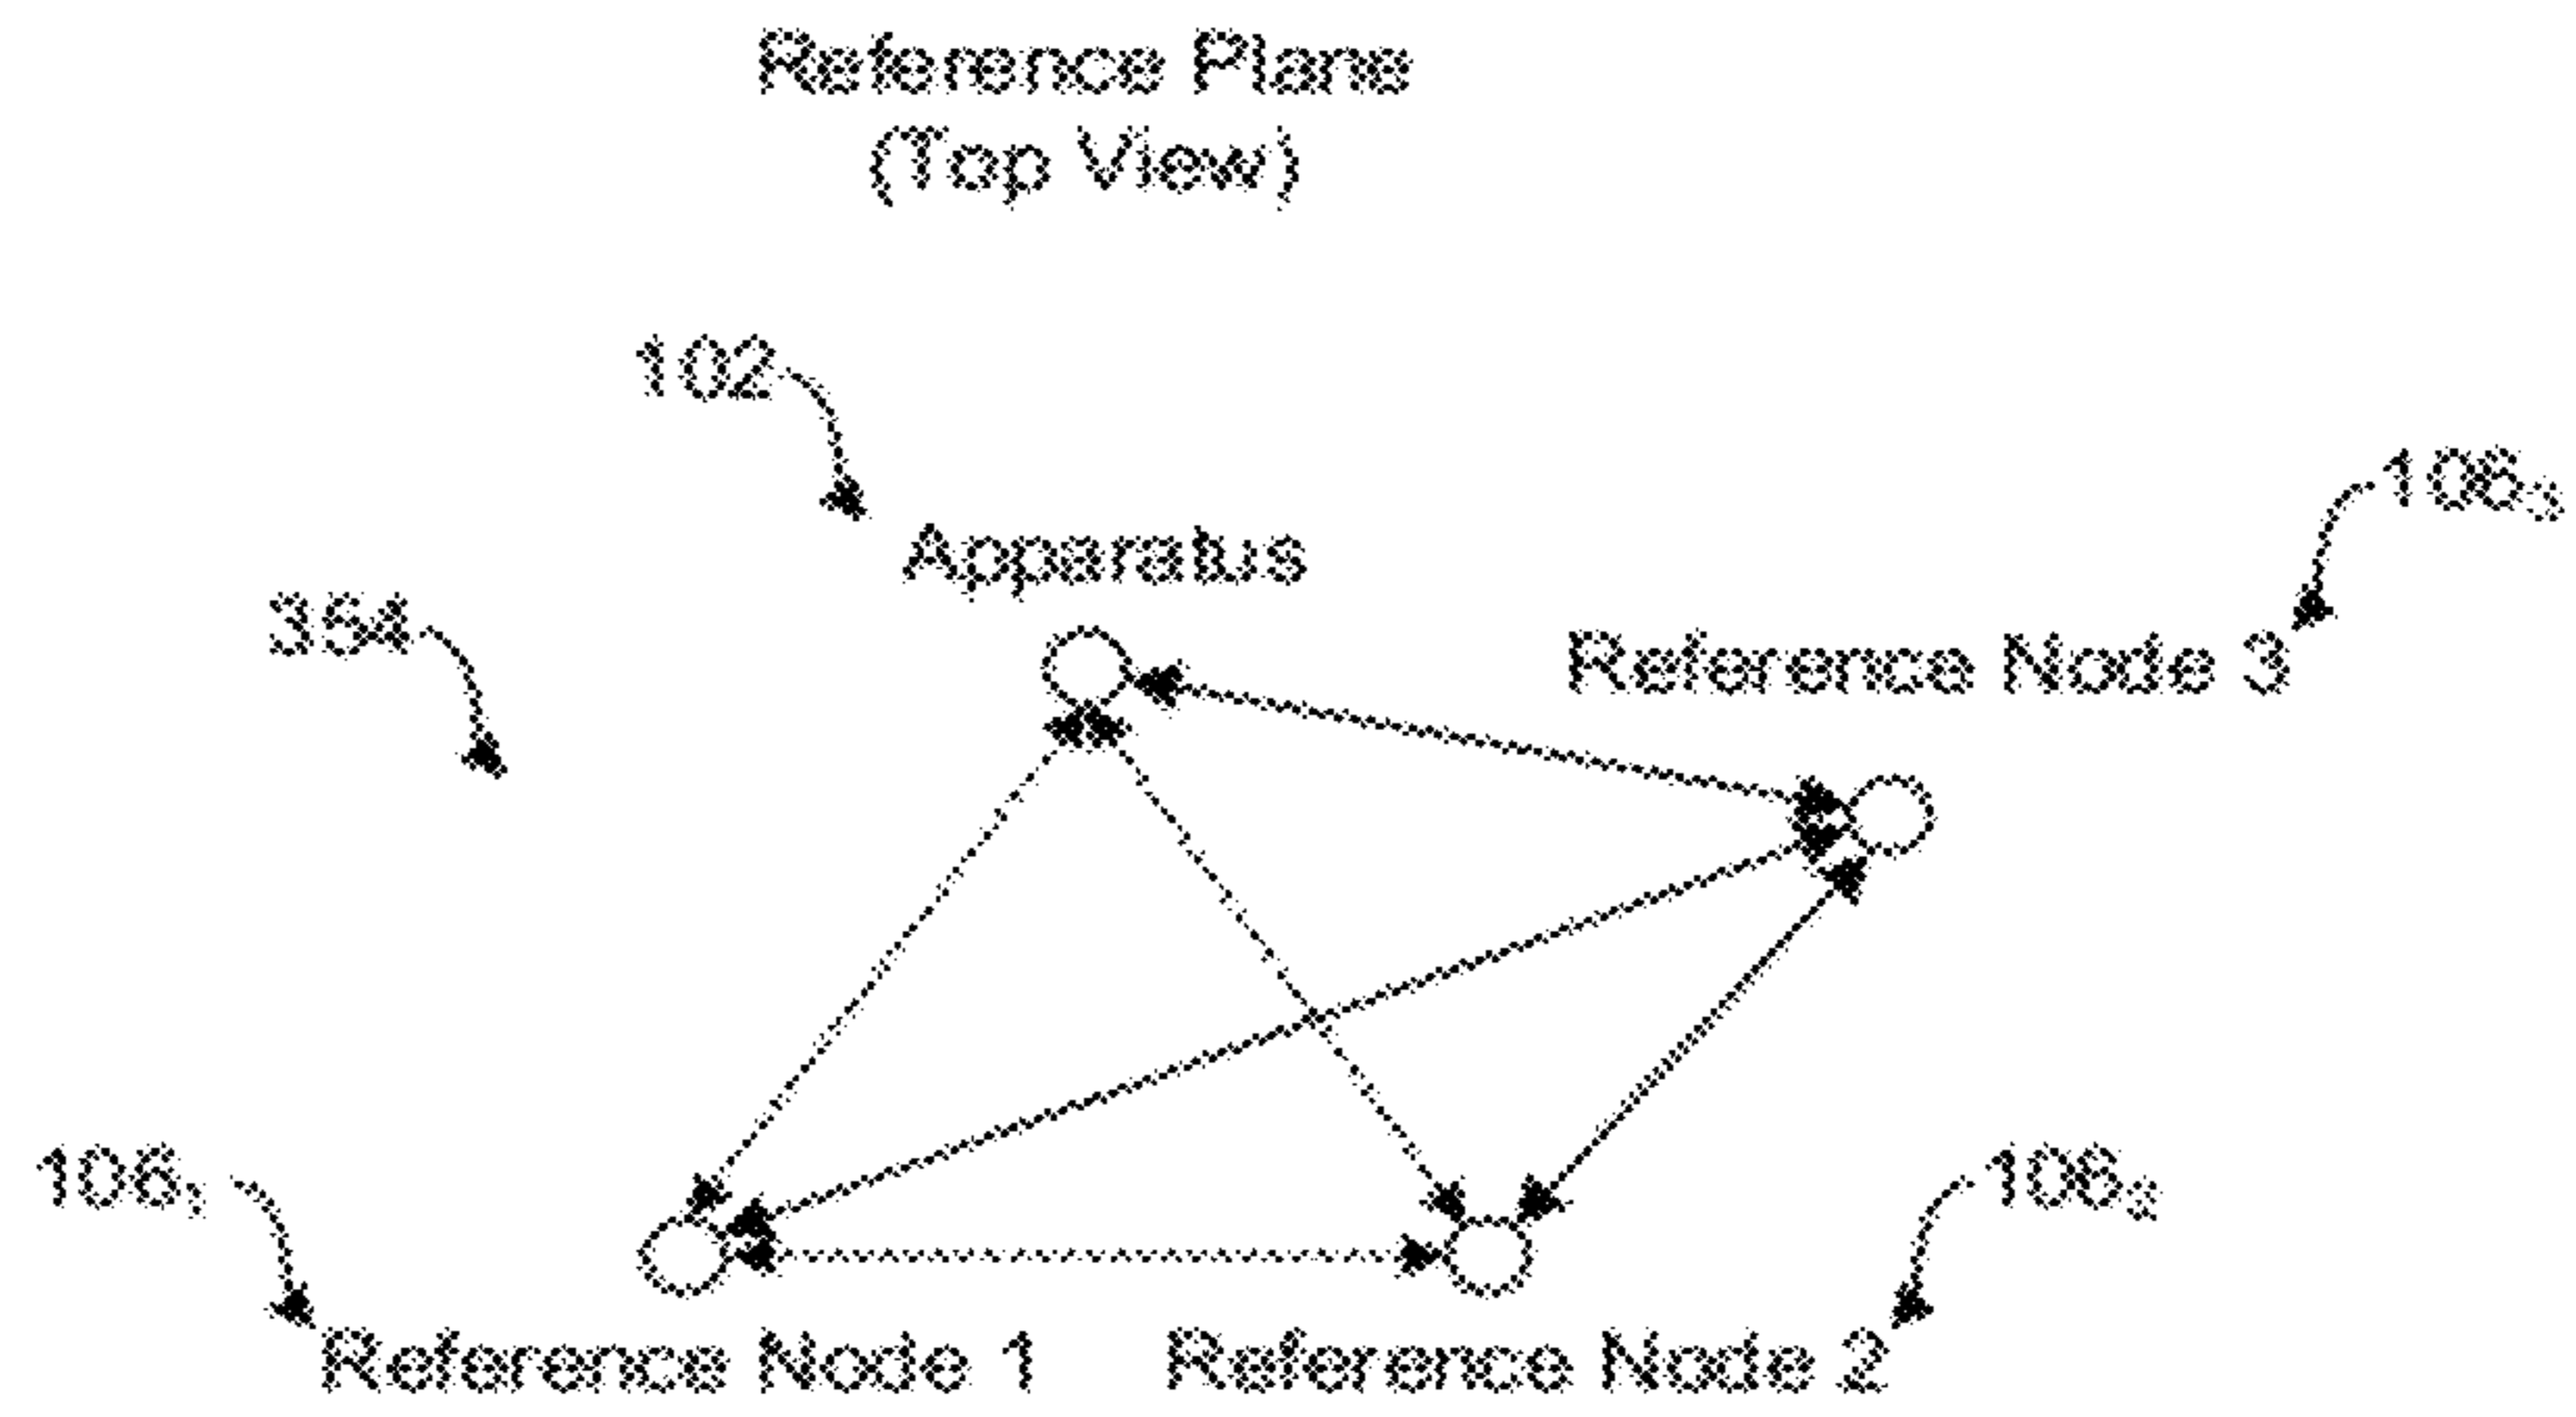 Reference Plane
(Top View)
102
106₃
Apparatus
354
Reference Node 3
106₁
106₂
Reference Node 1
Reference Node 2